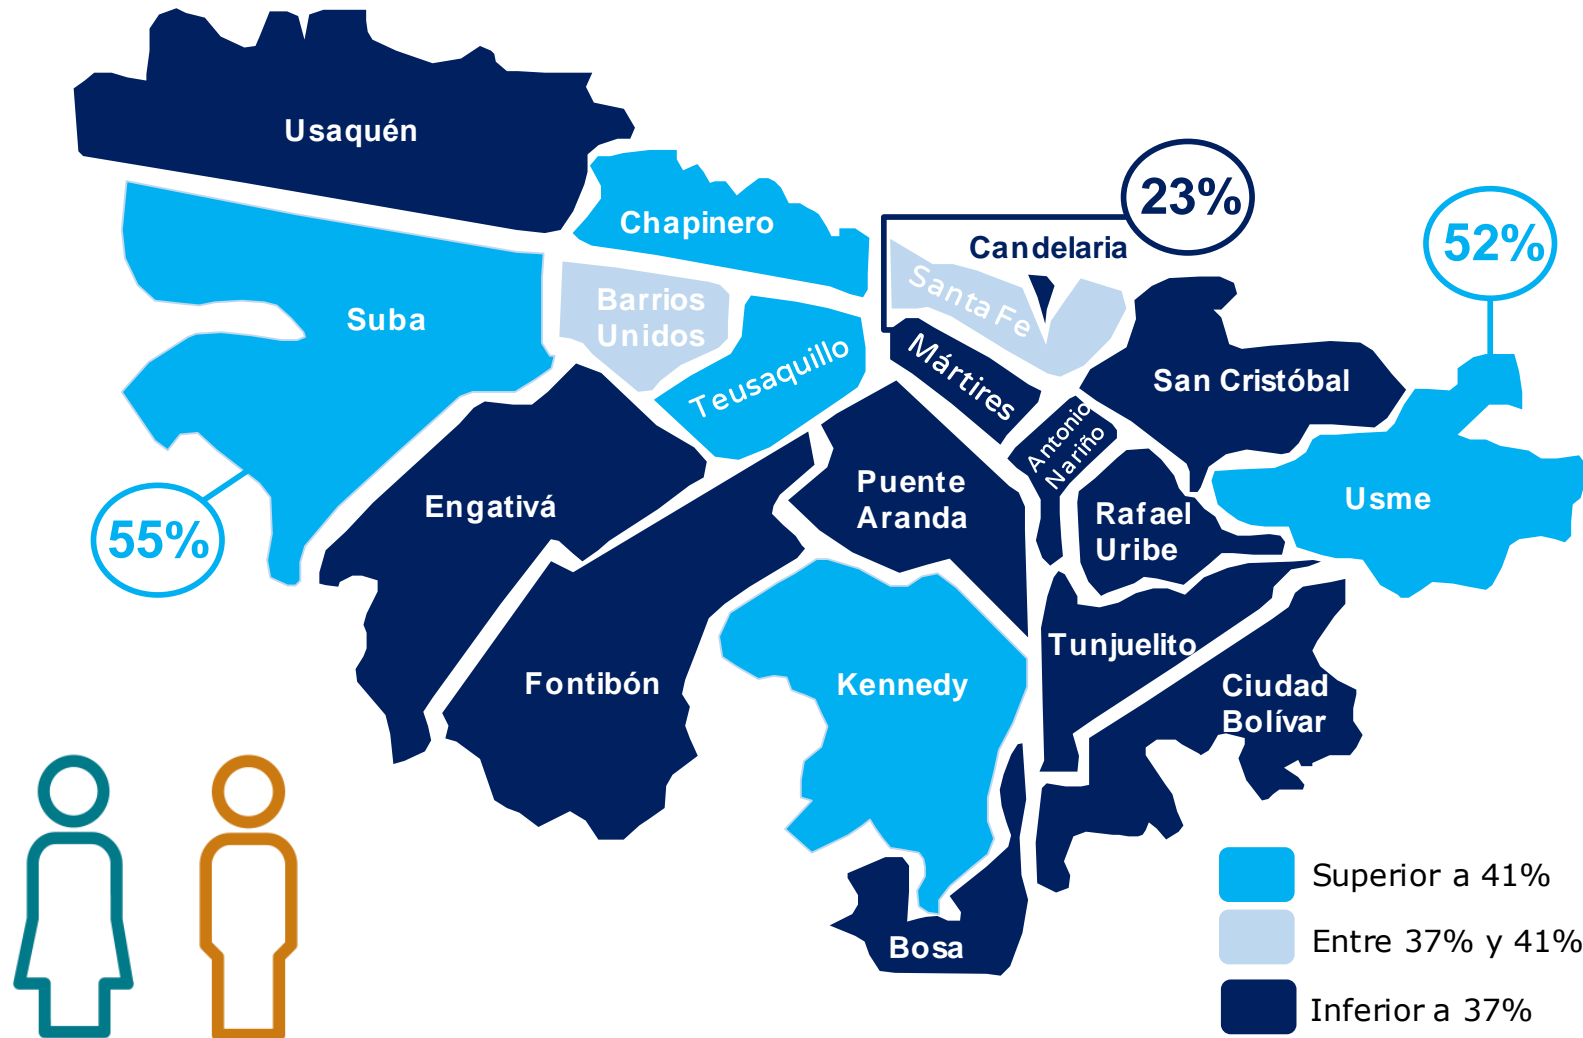 Usaquén
Chapinero
23%
Candelaria
52%
Santa Fe
Barrios
Unidos
Suba
Teusaquillo
Mártires
San Cristóbal
Antonio
Nariño
Puente
Aranda
Engativá
Rafael
Uribe
Usme
55%
Tunjuelito
Fontibón
Kennedy
Ciudad
Bolívar
Bosa
Superior a 41%
Entre 37% y 41%
Inferior a 37%